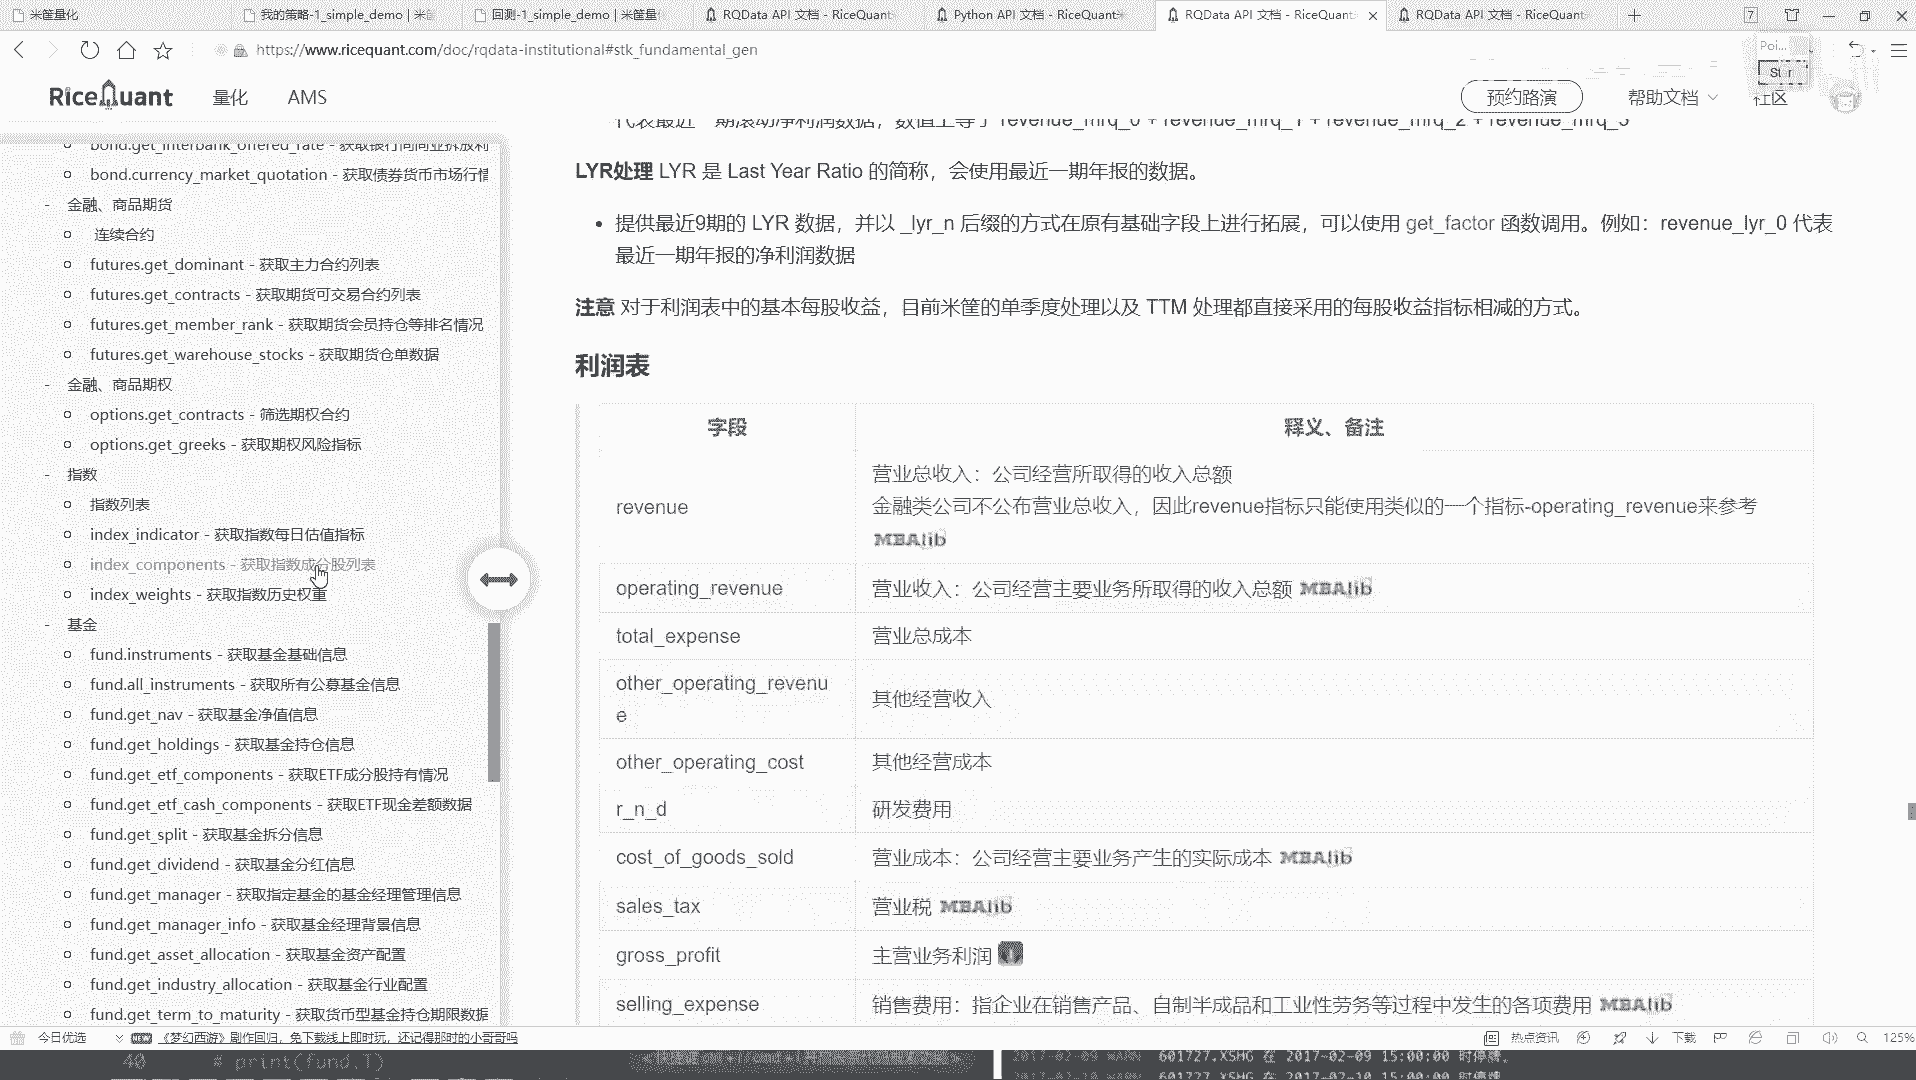 米筐量化
我的策略-1_simple_demo | 米筐
回测-1_simple_demo | 米筐量
RQData API 文档 - RiceQuant
Python API 文档 - RiceQuant
RQData API 文档 - RiceQuant
RQData API 文档 - RiceQuant
7
https://www.ricequant.com/doc/rqdata-institutional#stk_fundamental_gen
Poi...
RiceQuant
量化
AMS
预约路演
帮助文档
社区
bond.get_interbank_offered_rate - 获取银行间同业拆放利
bond.currency_market_quotation - 获取债券货币市场行情
- 金融、商品期货
连续合约
futures.get_dominant - 获取主力合约列表
futures.get_contracts - 获取期货可交易合约列表
futures.get_member_rank - 获取期货会员持仓等排名情况
futures.get_warehouse_stocks - 获取期货仓单数据
- 金融、商品期权
options.get_contracts - 筛选期权合约
options.get_greeks - 获取期权风险指标
- 指数
指数列表
index_indicator - 获取指数每日估值指标
index_components - 获取指数成分股列表
index_weights - 获取指数历史权重
- 基金
fund.instruments - 获取基金基础信息
fund.all_instruments - 获取所有公募基金信息
fund.get_nav - 获取基金净值信息
fund.get_holdings - 获取基金持仓信息
fund.get_etf_components - 获取ETF成分股持有情况
fund.get_etf_cash_components - 获取ETF现金差额数据
fund.get_split - 获取基金拆分信息
fund.get_dividend - 获取基金分红信息
fund.get_manager - 获取指定基金的基金经理管理信息
fund.get_manager_info - 获取基金经理背景信息
fund.get_asset_allocation - 获取基金资产配置
fund.get_industry_allocation - 获取基金行业配置
fund.get_term_to_maturity - 获取货币型基金持仓期限数据
代表最近一期滚动净利润数据，数值上等于 revenue_mrq_0 + revenue_mrq_1 + revenue_mrq_2 + revenue_mrq_3
LYR处理 LYR 是 Last Year Ratio 的简称，会使用最近一期年报的数据。
• 提供最近9期的 LYR 数据，并以 _lyr_n 后缀的方式在原有基础字段上进行拓展，可以使用 get_factor 函数调用。例如：revenue_lyr_0 代表
最近一期年报的净利润数据
注意 对于利润表中的基本每股收益，目前米筐的单季度处理以及 TTM 处理都直接采用的每股收益指标相减的方式。
利润表
字段
释义、备注
revenue
营业总收入：公司经营所取得的收入总额
金融类公司不公布营业总收入，因此revenue指标只能使用类似的一个指标-operating_revenue来参考
MBAlib
operating_revenue
营业收入：公司经营主要业务所取得的收入总额 MBAlib
total_expense
营业总成本
other_operating_revenu
e
其他经营收入
other_operating_cost
其他经营成本
r_n_d
研发费用
cost_of_goods_sold
营业成本：公司经营主要业务产生的实际成本 MBAlib
sales_tax
营业税 MBAlib
gross_profit
主营业务利润
selling_expense
销售费用：指企业在销售产品、自制半成品和工业性劳务等过程中发生的各项费用 MBAlib
今日优选
《梦幻西游》剧作回归，免下载线上即时玩，还记得那时的小哥哥吗
热点资讯
下载
125%
40 # print(fund.T)
2017-02-09 WARN 601727.XSHG 在 2017-02-09 15:00:00 时停牌。
2017-02-10 WARN 601727.XSHG 在 2017-02-10 15:00:00 时停牌。